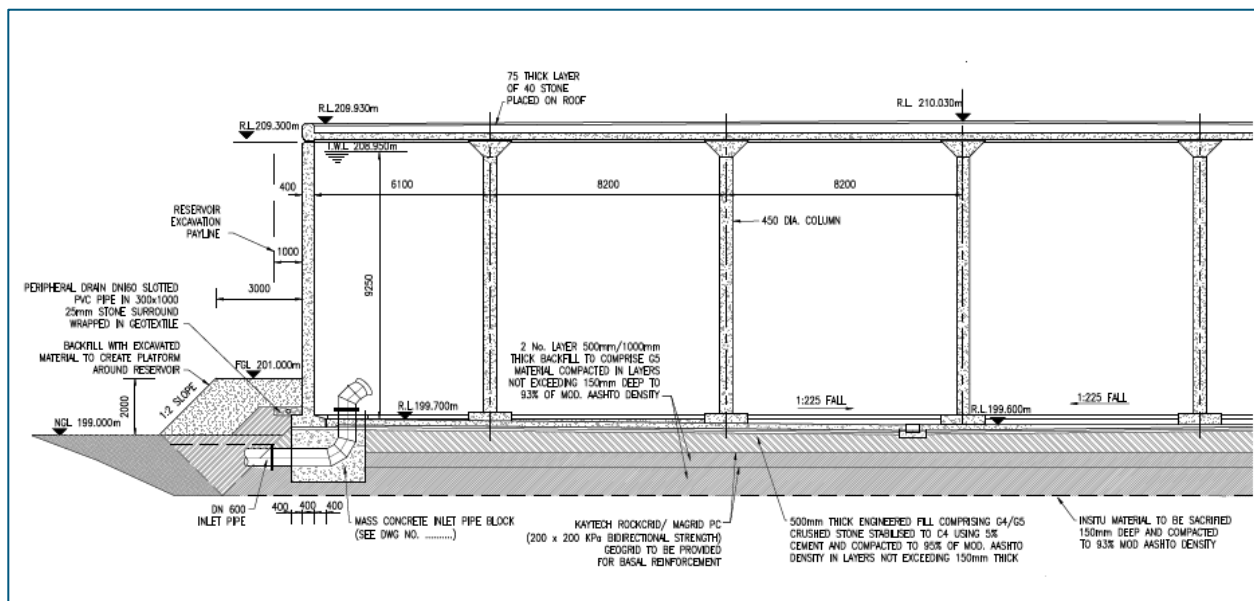 75 THICK LAYER
OF 40 STONE
PLACED ON ROOF
R.L.209.930m
R.L. 210.030m
R.L.209.300m
T.W.L 208.950m
400
6100
8200
8200
RESERVOIR
EXCAVATION
PAYLINE
450 DIA. COLUMN
1000
9250
3000
PERIPHERAL DRAIN DN160 SLOTTED
PVC PIPE IN 300x1000
25mm STONE SURROUND
WRAPPED IN GEOTEXTILE
BACKFILL WITH EXCAVATED
MATERIAL TO CREATE PLATFORM
AROUND RESERVOIR
2 No. LAYER 500mm/1000mm
THICK BACKFILL TO COMPRISE G5
MATERIAL COMPACTED IN LAYERS
NOT EXCEEDING 150mm DEEP TO
93% OF MOD. AASHTO DENSITY
FGL 201.000m
2000
1:2 SLOPE
R.L 199.700m
1:225 FALL
R.L.199.600m
1:225 FALL
NGL 199.000m
DN 600
INLET PIPE
400 400 400
MASS CONCRETE INLET PIPE BLOCK
(SEE DWG NO. ..........)
KAYTECH ROCKCRID/ MAGRID PC
(200 x 200 KPa BIDIRECTIONAL STRENGTH)
GEOGRID TO BE PROVIDED
FOR BASAL REINFORCEMENT
500mm THICK ENGINEERED FILL COMPRISING G4/G5
CRUSHED STONE STABILISED TO C4 USING 5%
CEMENT AND COMPACTED TO 95% OF MOD. AASHTO
DENSITY IN LAYERS NOT EXCEEDING 150mm THICK
INSITU MATERIAL TO BE SACRIFIED
150mm DEEP AND COMPACTED
TO 93% MOD AASHTO DENSITY